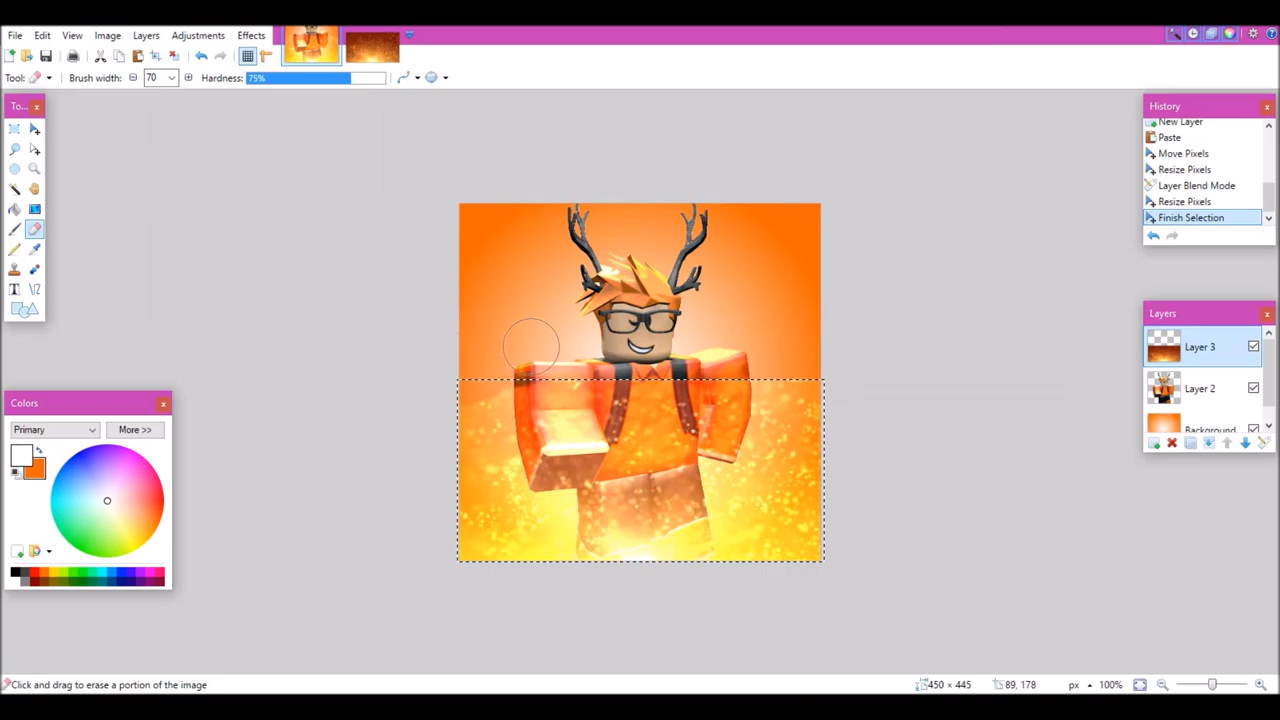 File Edit View Image Layers Adjustments Effects
Tool: Brush width: 70 Hardness: 75%
To...
History
New Layer
Paste
Move Pixels
Resize Pixels
Layer Blend Mode
Resize Pixels
Finish Selection
Layers
Layer 3
Layer 2
Background
Colors
Primary More >>
Click and drag to erase a portion of the image
450 × 445 89, 178 px 100%